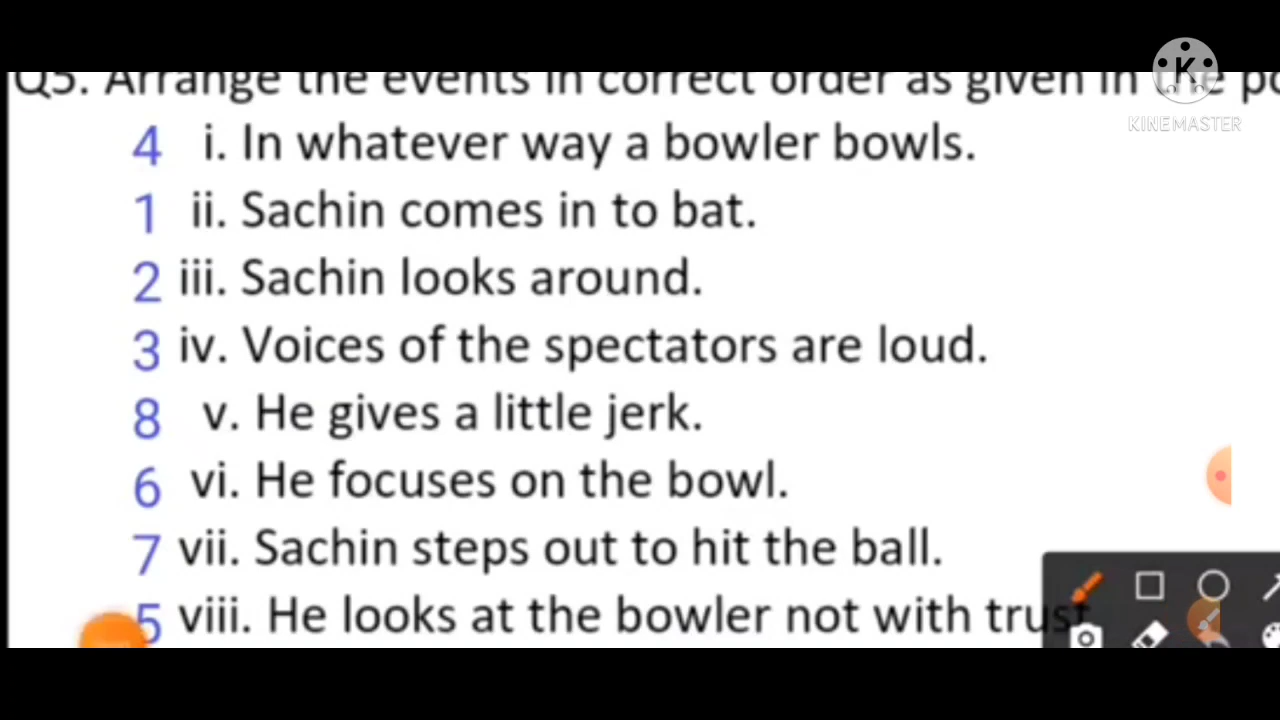 Q5. Arrange the events in correct order as given in the
KINEMASTER
4 i. In whatever way a bowler bowls.
1 ii. Sachin comes in to bat.
2 iii. Sachin looks around.
3 iv. Voices of the spectators are loud.
8 v. He gives a little jerk.
6 vi. He focuses on the bowl.
7 vii. Sachin steps out to hit the ball.
5 viii. He looks at the bowler not with trust